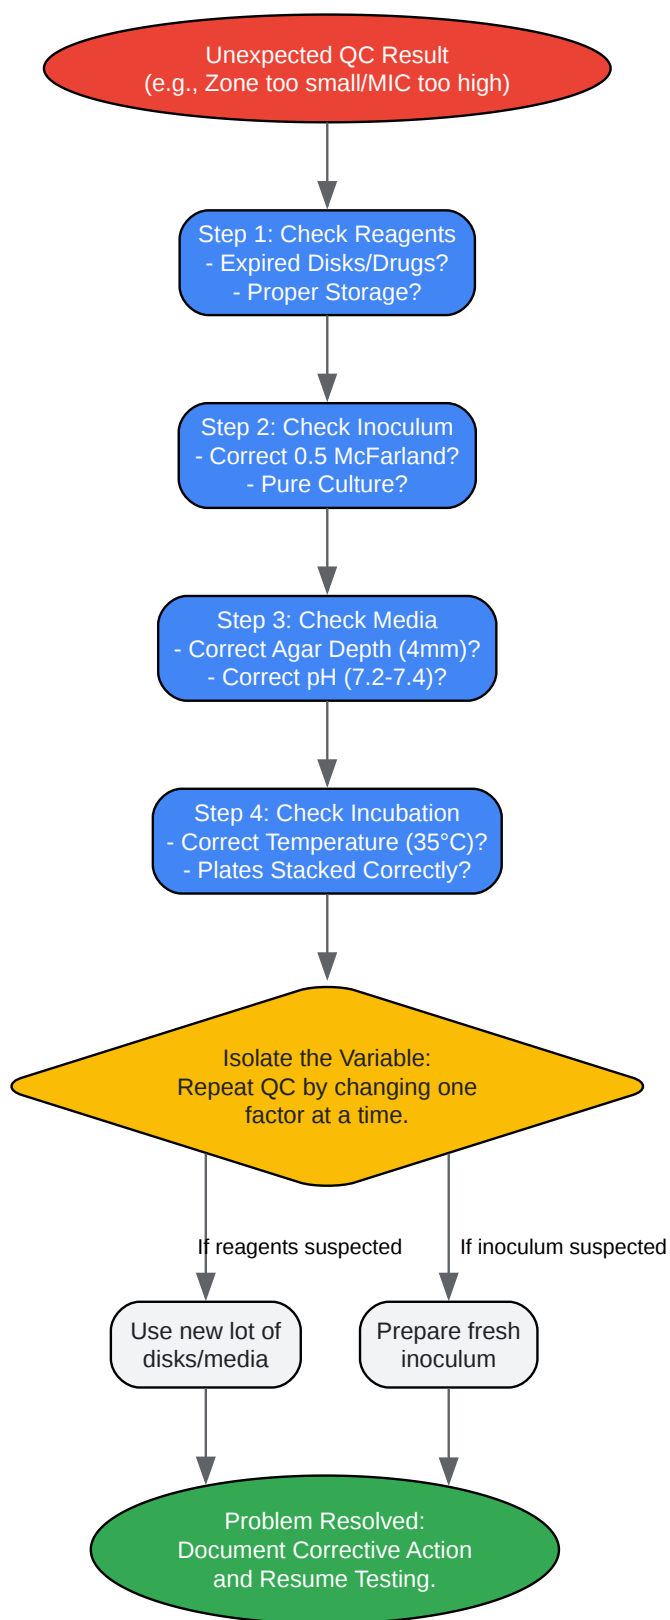 Unexpected QC Result
(e.g., Zone too small/MIC too high)
Step 1: Check Reagents
- Expired Disks/Drugs?
- Proper Storage?
Step 2: Check Inoculum
- Correct 0.5 McFarland?
- Pure Culture?
Step 3: Check Media
- Correct Agar Depth (4mm)?
- Correct pH (7.2-7.4)?
Step 4: Check Incubation
- Correct Temperature (35°C)?
- Plates Stacked Correctly?
Isolate the Variable:
Repeat QC by changing one
factor at a time.
If reagents suspected
If inoculum suspected
Use new lot of
disks/media
Prepare fresh
inoculum
Problem Resolved:
Document Corrective Action
and Resume Testing.